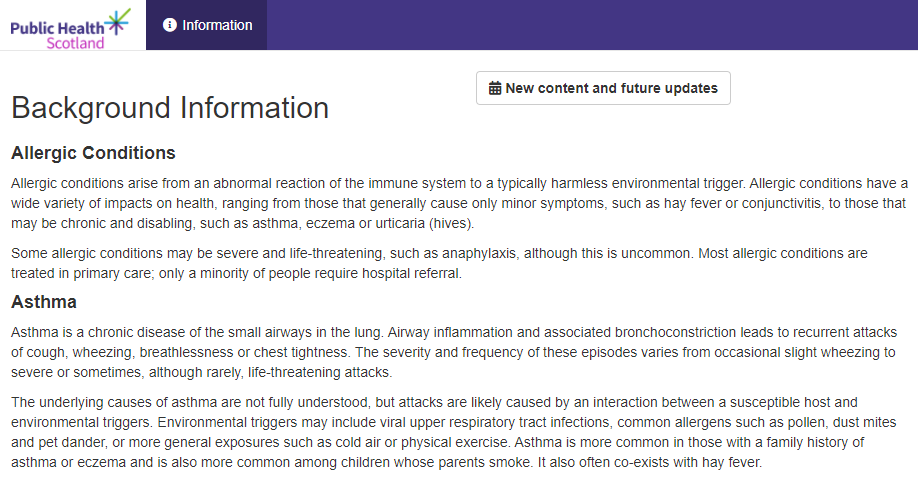 Public Health
Scotland
Information
New content and future updates
Background Information
Allergic Conditions
Allergic conditions arise from an abnormal reaction of the immune system to a typically harmless environmental trigger. Allergic conditions have a
wide variety of impacts on health, ranging from those that generally cause only minor symptoms, such as hay fever or conjunctivitis, to those that
may be chronic and disabling, such as asthma, eczema or urticaria (hives).
Some allergic conditions may be severe and life-threatening, such as anaphylaxis, although this is uncommon. Most allergic conditions are
treated in primary care; only a minority of people require hospital referral.
Asthma
Asthma is a chronic disease of the small airways in the lung. Airway inflammation and associated bronchoconstriction leads to recurrent attacks
of cough, wheezing, breathlessness or chest tightness. The severity and frequency of these episodes varies from occasional slight wheezing to
severe or sometimes, although rarely, life-threatening attacks.
The underlying causes of asthma are not fully understood, but attacks are likely caused by an interaction between a susceptible host and
environmental triggers. Environmental triggers may include viral upper respiratory tract infections, common allergens such as pollen, dust mites
and pet dander, or more general exposures such as cold air or physical exercise. Asthma is more common in those with a family history of
asthma or eczema and is also more common among children whose parents smoke. It also often co-exists with hay fever.